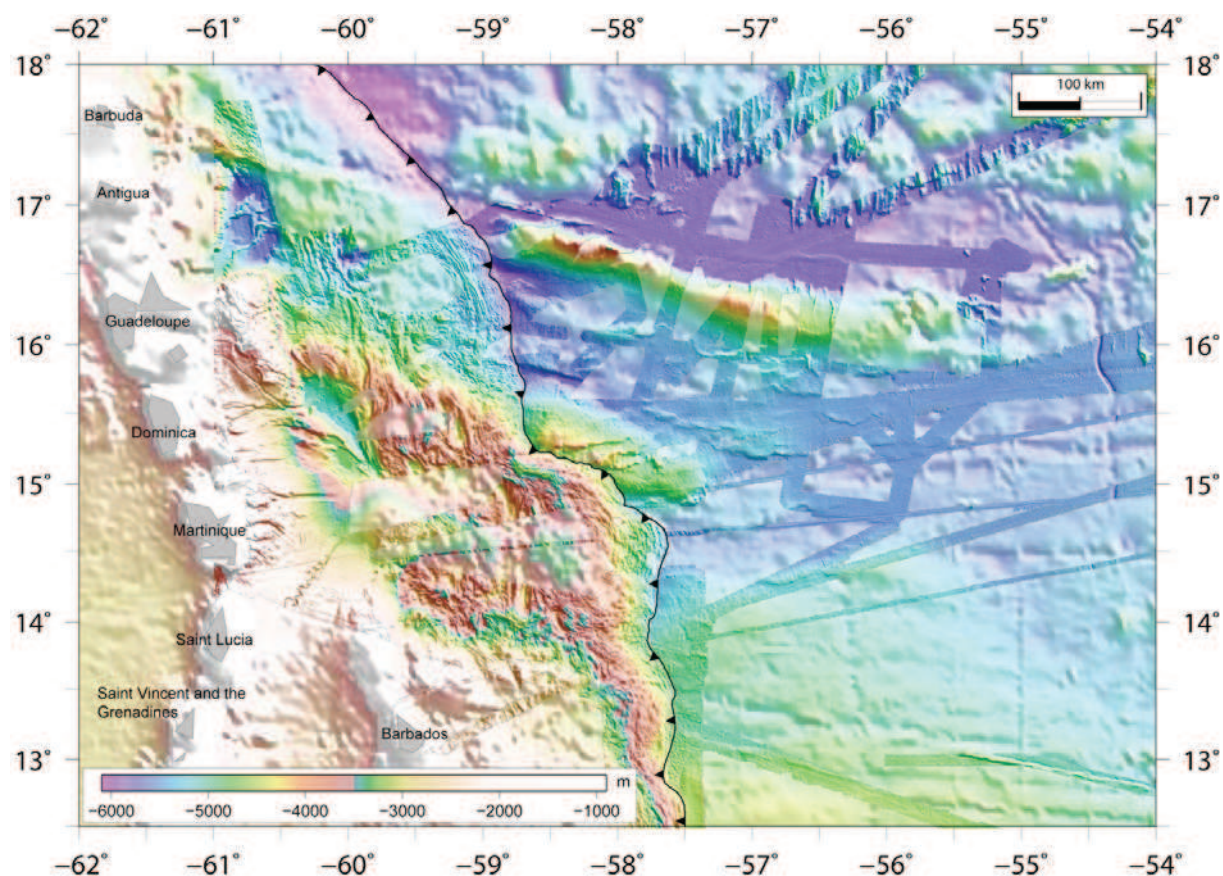 −62° −61° −60° −59° −58° −57° −56° −55° −54°
18° 18°
100 km
Barbuda
Antigua
17° 17°
Guadeloupe
16° 16°
Dominica
15° 15°
Martinique
14° 14°
Saint Lucia
Saint Vincent and the
Grenadines
Barbados
13° 13°
m
−6000 −5000 −4000 −3000 −2000 −1000
−62° −61° −60° −59° −58° −57° −56° −55° −54°